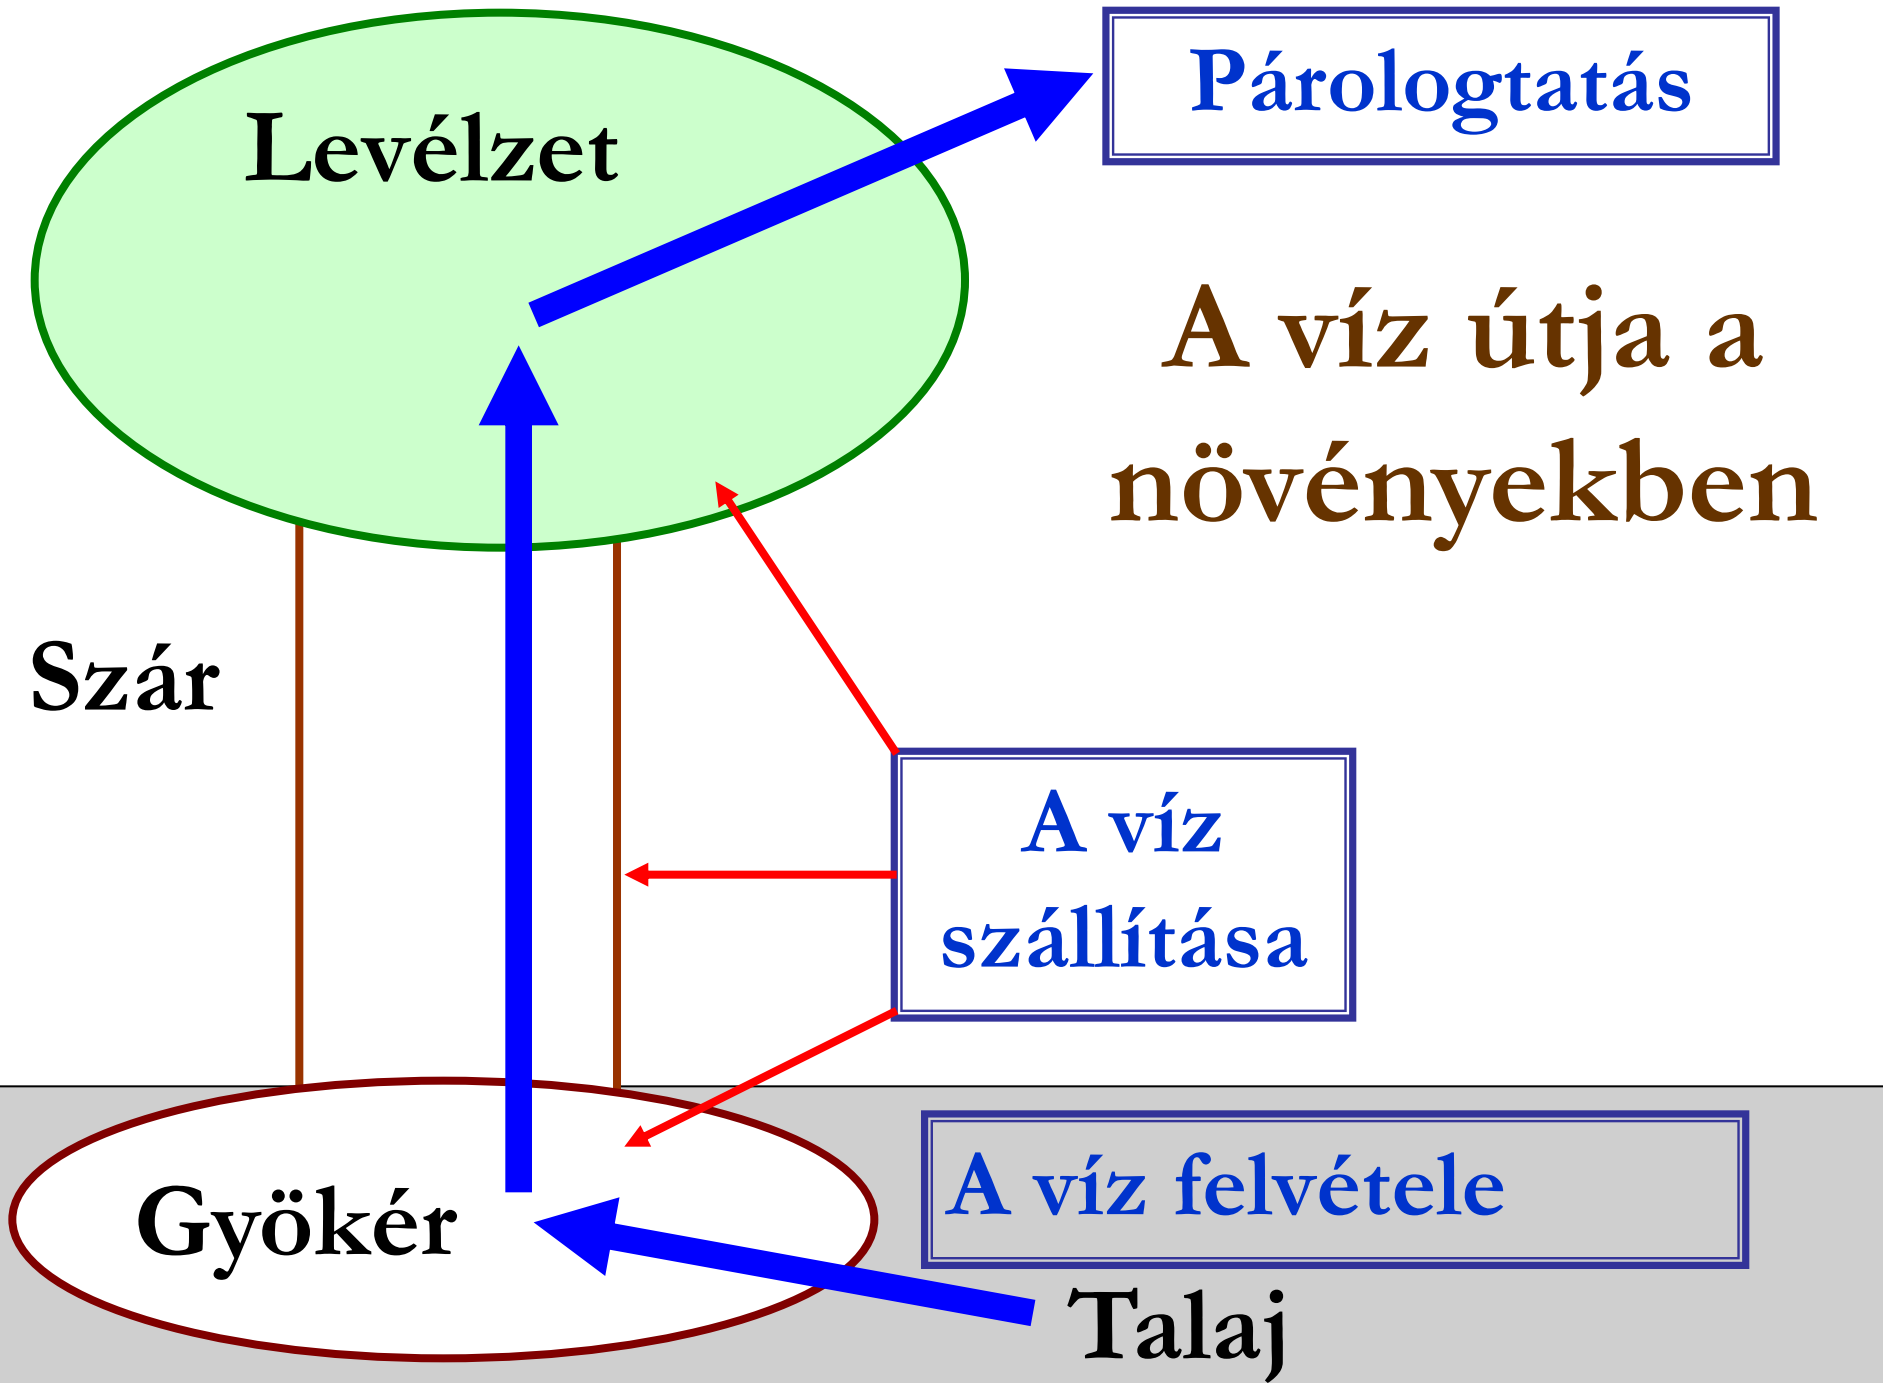 Párologtatás
Levélzet
A víz útja a
növényekben
Szár
A víz
szállítása
A víz felvétele
Gyökér
Talaj